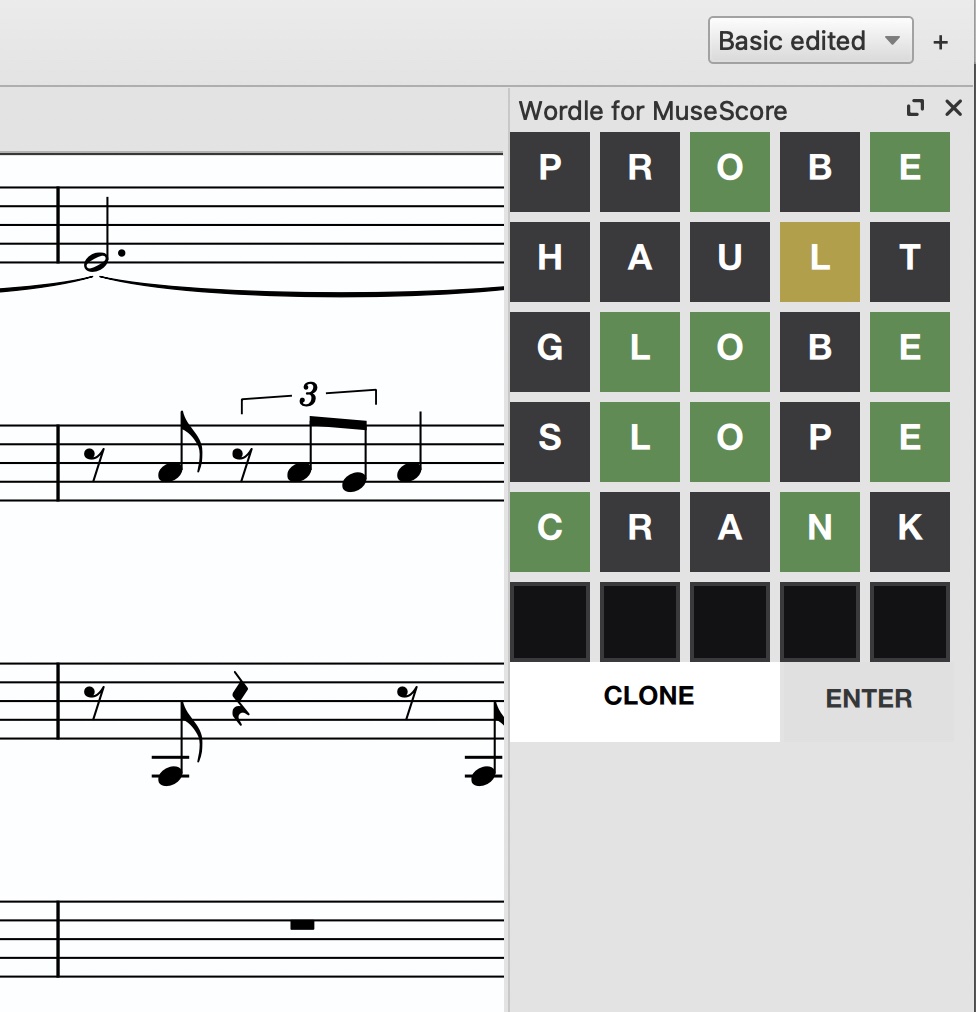 Basic edited +
Wordle for MuseScore
P R O B E
H A U L T
G L O B E
S L O P E
C R A N K
CLONE ENTER
3